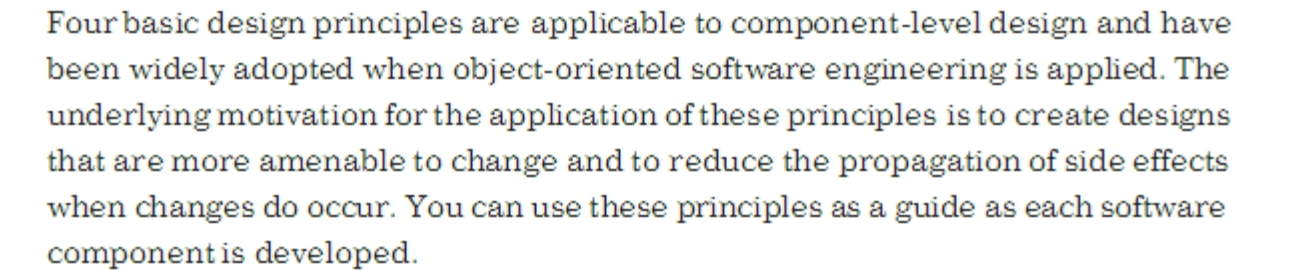 Four basic design principles are applicable to component-level design and have
been widely adopted when object-oriented software engineering is applied. The
underlying motivation for the application of these principles is to create designs
that are more amenable to change and to reduce the propagation of side effects
when changes do occur. You can use these principles as a guide as each software
component is developed.